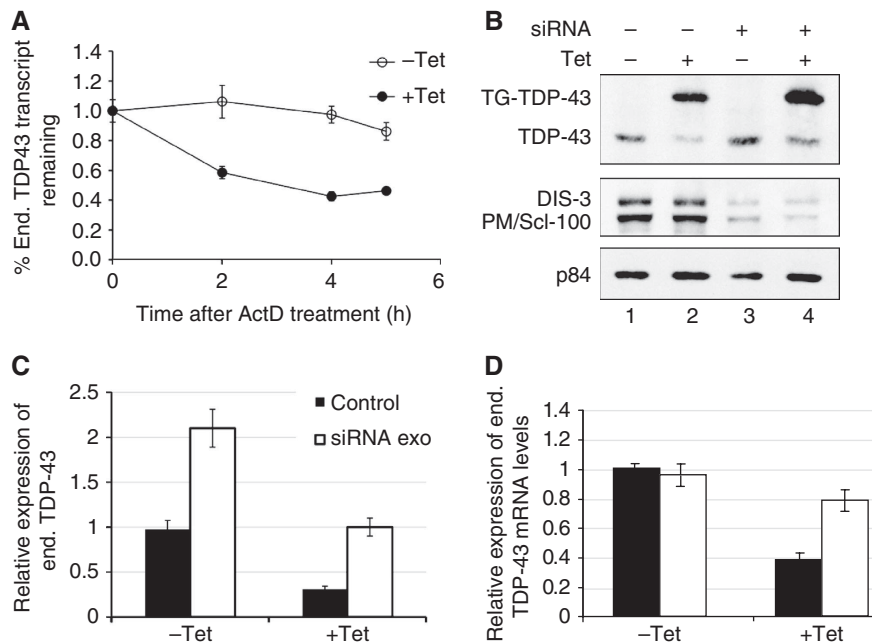 A
% End. TDP43 transcript
remaining
1.4
1.2
1.0
0.8
0.6
0.4
0.2
0.0
0 2 4 6
Time after ActD treatment (h)
–Tet
+Tet
B
siRNA – – + +
Tet – + – +
TG-TDP-43
TDP-43
DIS-3
PM/Scl-100
p84
1 2 3 4
C
Relative expression of
end. TDP-43
2.5
2
1.5
1
0.5
0
Control
siRNA exo
–Tet +Tet
D
Relative expression of end.
TDP-43 mRNA levels
1.4
1.2
1
0.8
0.6
0.4
0.2
0
–Tet +Tet